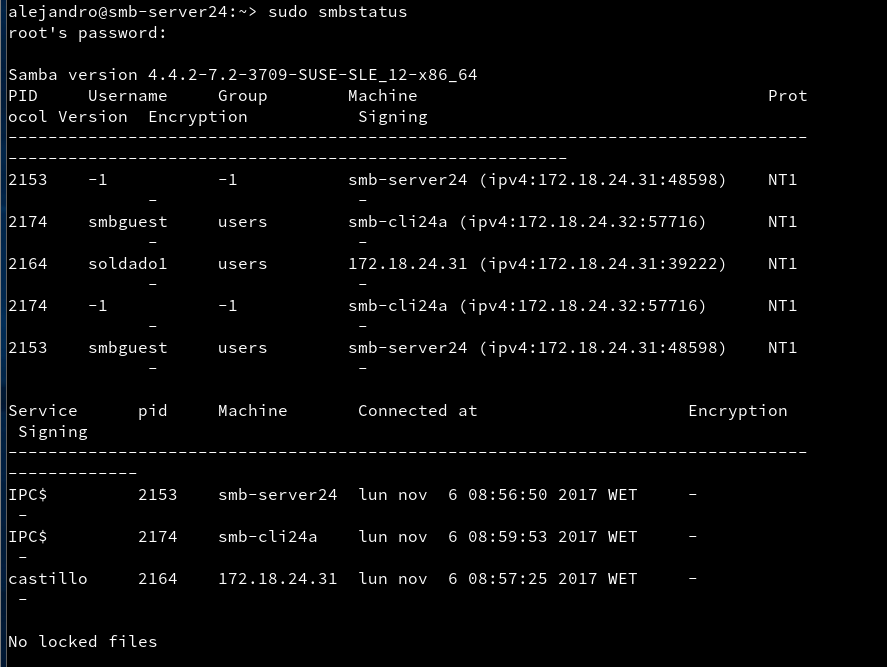 alejandro@smb-server24:~> sudo smbstatus
root's password:

Samba version 4.4.2-7.2-3709-SUSE-SLE_12-x86_64
PID     Username     Group        Machine                                   Prot
ocol Version  Encryption           Signing
--------------------------------------------------------------------------------
--------------------------------------------------------
2153    -1           -1           smb-server24 (ipv4:172.18.24.31:48598)    NT1
              -                    -
2174    smbguest     users        smb-cli24a (ipv4:172.18.24.32:57716)      NT1
              -                    -
2164    soldado1     users        172.18.24.31 (ipv4:172.18.24.31:39222)    NT1
              -                    -
2174    -1           -1           smb-cli24a (ipv4:172.18.24.32:57716)      NT1
              -                    -
2153    smbguest     users        smb-server24 (ipv4:172.18.24.31:48598)    NT1
              -                    -

Service      pid     Machine       Connected at                     Encryption
 Signing
--------------------------------------------------------------------------------
-------------
IPC$         2153    smb-server24  lun nov  6 08:56:50 2017 WET     -
 -
IPC$         2174    smb-cli24a    lun nov  6 08:59:53 2017 WET     -
 -
castillo     2164    172.18.24.31  lun nov  6 08:57:25 2017 WET     -
 -

No locked files